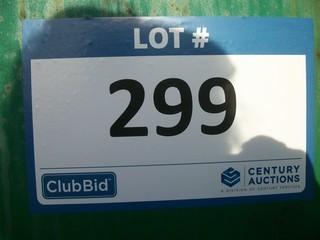 LOT #
299
ClubBid
CENTURY
AUCTIONS
A DIVISION OF CENTURY SERVICES